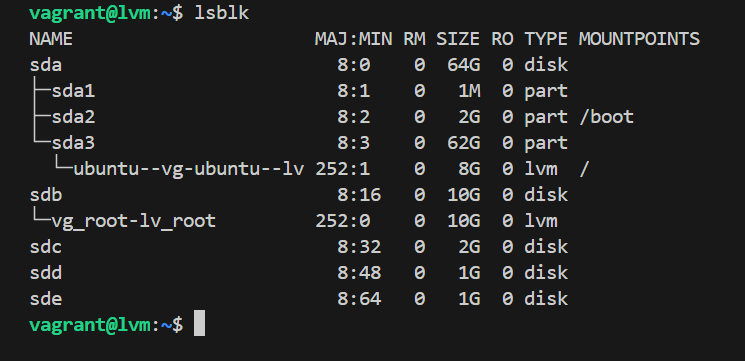 vagrant@lvm:~$ lsblk
NAME                      MAJ:MIN RM SIZE RO TYPE MOUNTPOINTS
sda                         8:0    0  64G  0 disk
├─sda1                      8:1    0   1M  0 part
├─sda2                      8:2    0   2G  0 part /boot
└─sda3                      8:3    0  62G  0 part
  └─ubuntu--vg-ubuntu--lv 252:1    0   8G  0 lvm  /
sdb                         8:16   0  10G  0 disk
└─vg_root-lv_root         252:0    0  10G  0 lvm
sdc                         8:32   0   2G  0 disk
sdd                         8:48   0   1G  0 disk
sde                         8:64   0   1G  0 disk
vagrant@lvm:~$